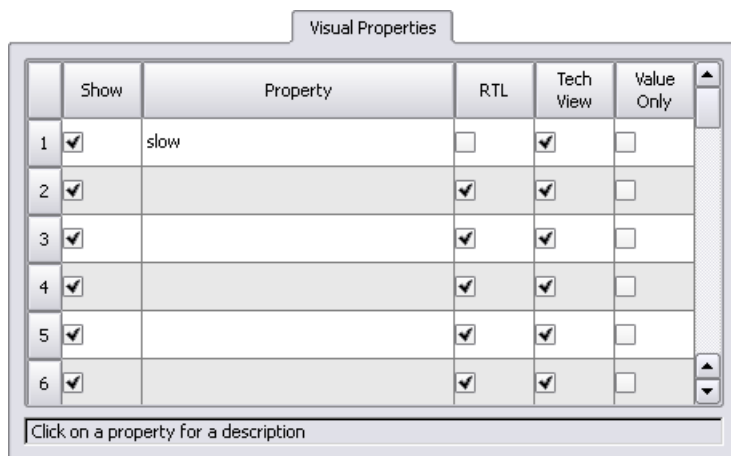 Visual Properties
Show Property RTL Tech View Value Only
1 slow
2
3
4
5
6
Click on a property for a description